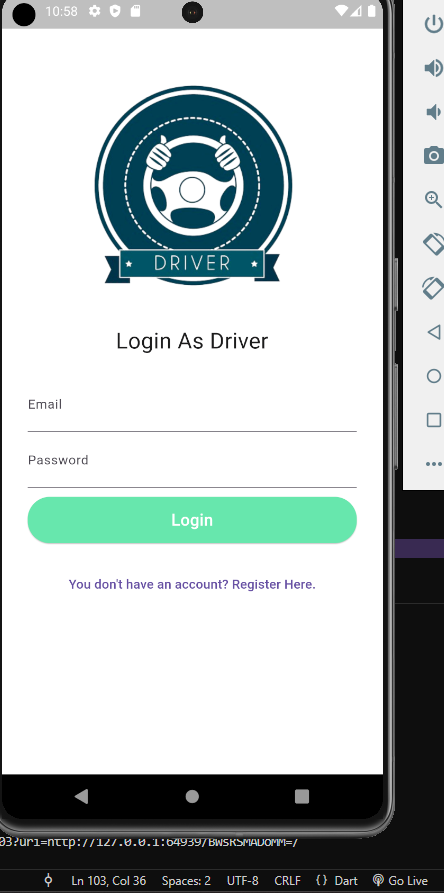 10:58
DRIVER
Login As Driver
Email
Password
Login
You don't have an account? Register Here.
03?uri=http://127.0.0.1:64939/BwsRSMADoMM=/
Ln 103, Col 36 Spaces: 2 UTF-8 CRLF {} Dart Go Live